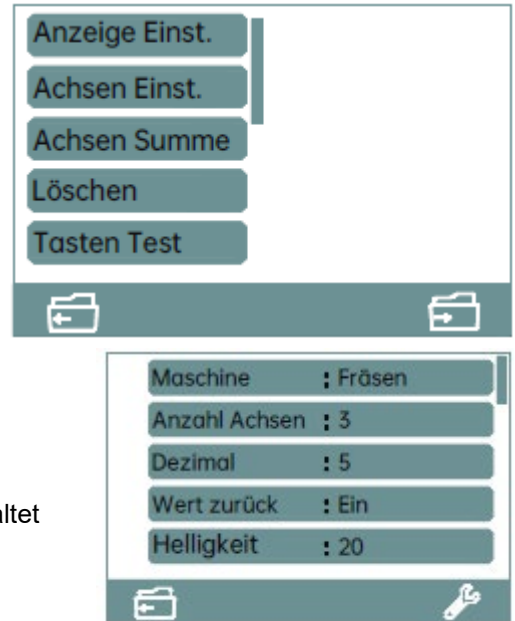 Anzeige Einst.
Achsen Einst.
Achsen Summe
Löschen
Tasten Test
Maschine : Fräsen
Anzahl Achsen : 3
Dezimal : 5
Wert zurück : Ein
Helligkeit : 20